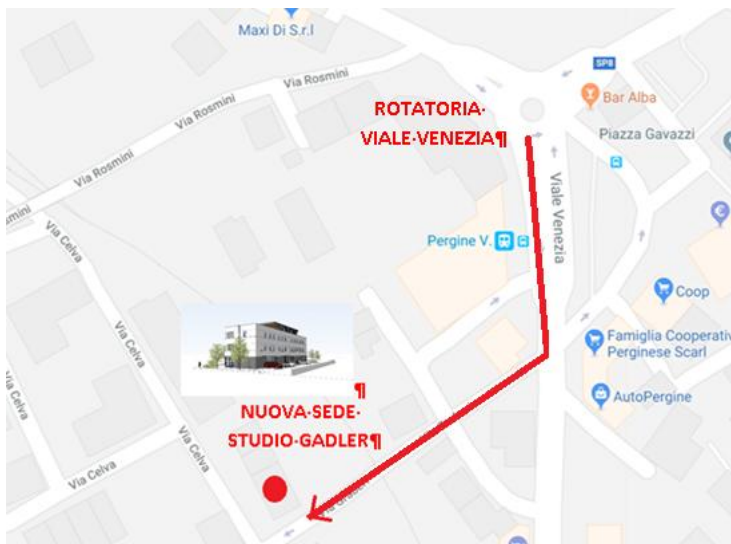 Maxi Di S.r.l
SP8
Via Rosmini
Via Rosmini
Via Rosmini
ROTATORIA·
VIALE·VENEZIA¶
Bar Alba
Piazza Gavazzi
Viale Venezia
Via Celva
Pergine V.
Coop
Via Celva
Famiglia Cooperativ
Perginese Scarl
¶
NUOVA·SEDE·
STUDIO·GADLER¶
AutoPergine
Via Celva
Via Celva